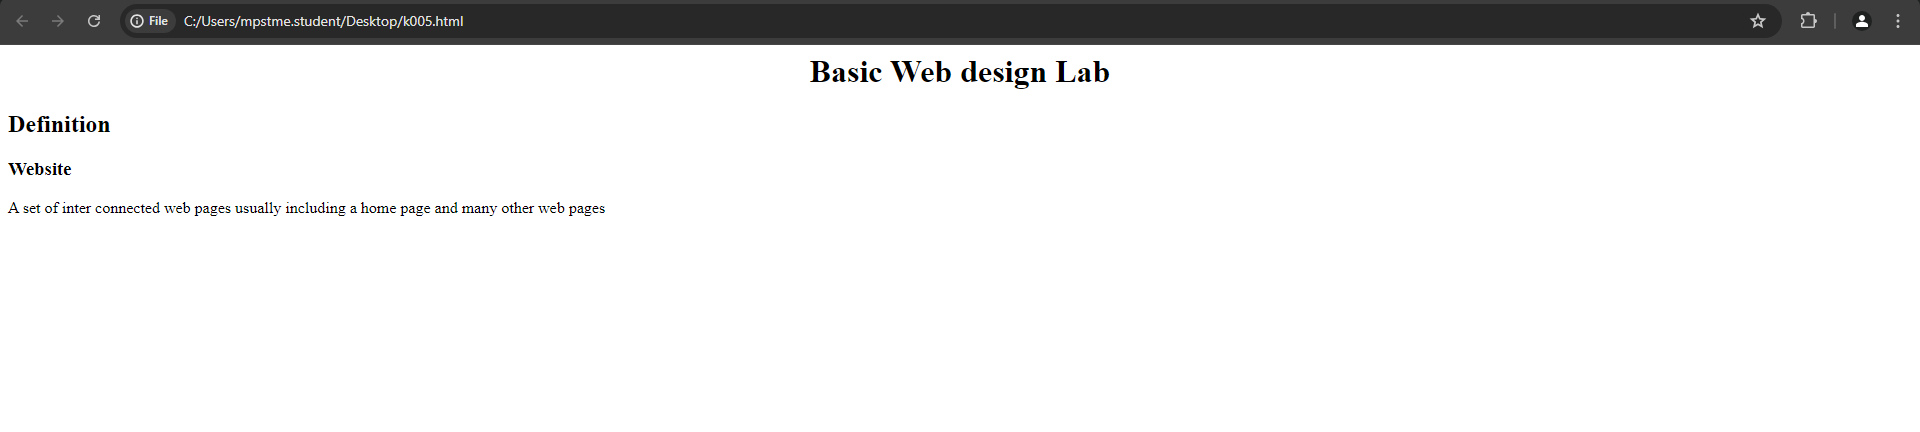 File C:/Users/mpstme.student/Desktop/k005.html
Basic Web design Lab
Definition
Website
A set of inter connected web pages usually including a home page and many other web pages